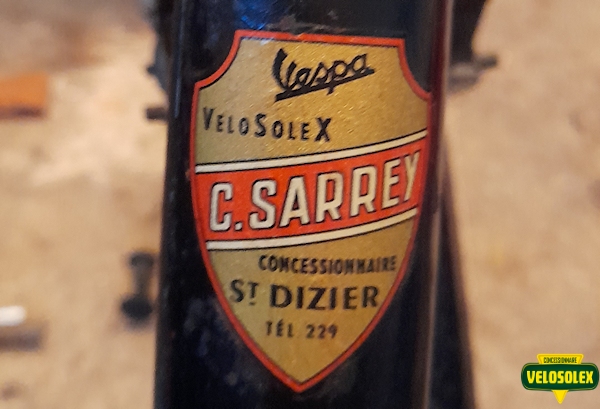 Vespa
VELOSOLEX
C.SARREY
CONCESSIONNAIRE
ST DIZIER
TÉL 229
CONCESSIONNAIRE
VELOSOLEX